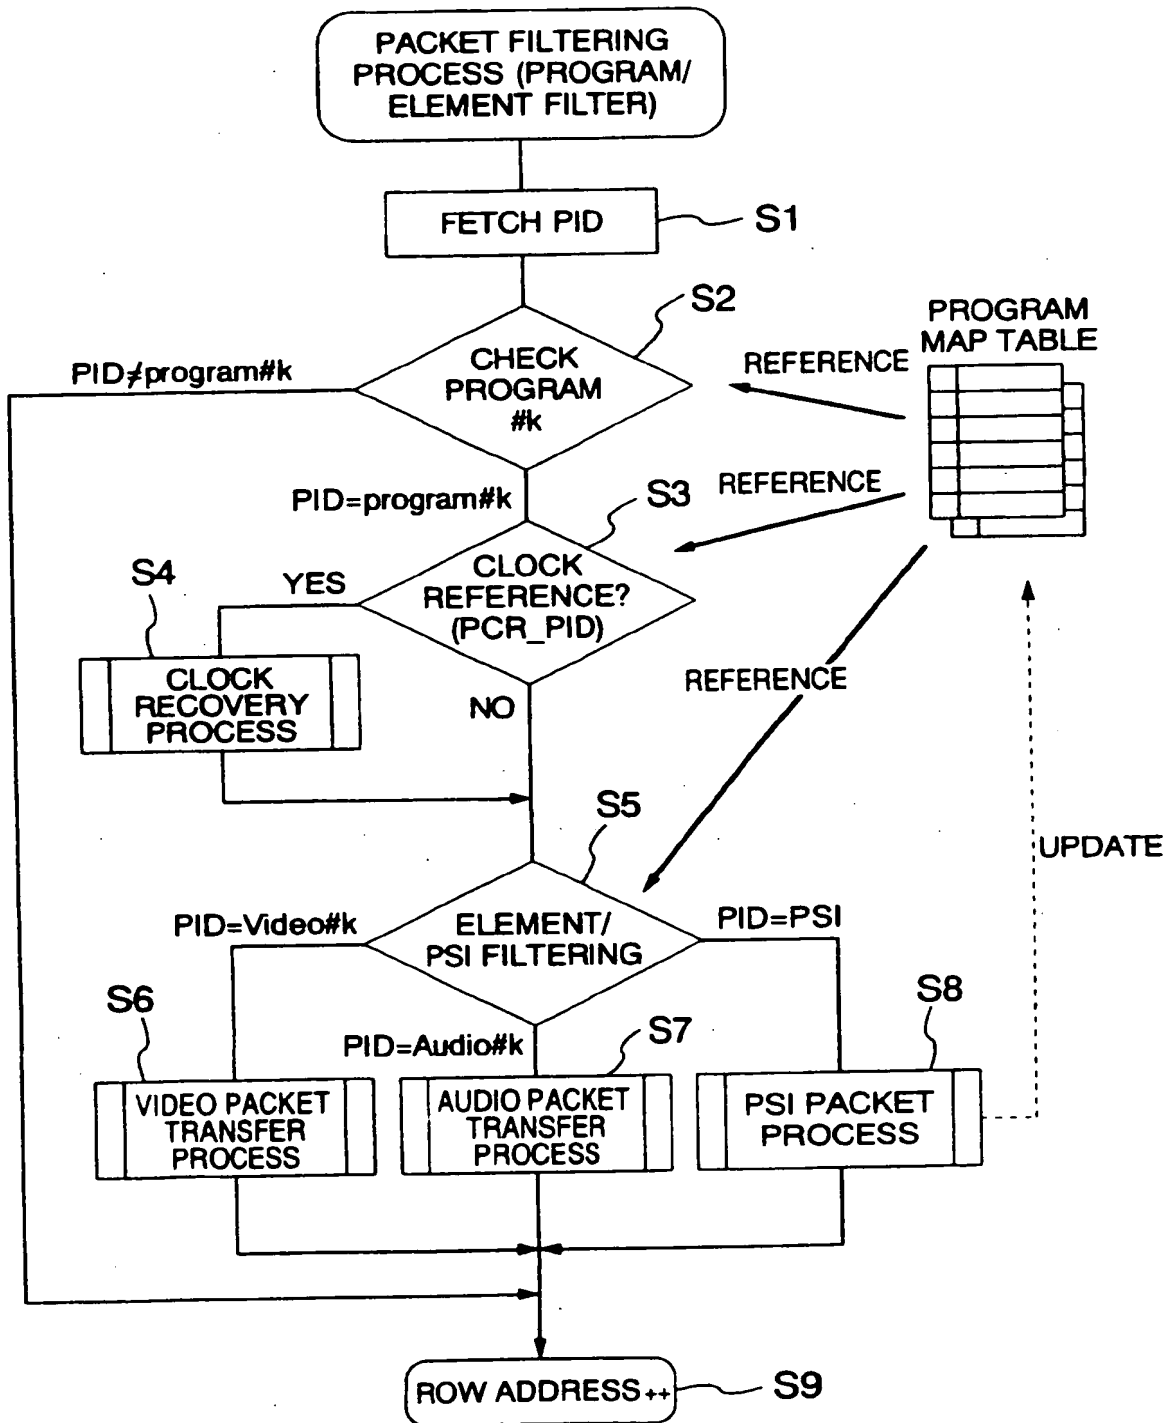 PACKET FILTERING
PROCESS (PROGRAM/
ELEMENT FILTER)
FETCH PID
S1
S2
CHECK
PROGRAM
#k
PID≠program#k
PROGRAM
MAP TABLE
REFERENCE
PID=program#k
S3
REFERENCE
CLOCK
REFERENCE?
(PCR_PID)
YES
S4
CLOCK
RECOVERY
PROCESS
NO
REFERENCE
UPDATE
S5
ELEMENT/
PSI FILTERING
PID=Video#k
PID=PSI
PID=Audio#k
S6
VIDEO PACKET
TRANSFER
PROCESS
S7
AUDIO PACKET
TRANSFER
PROCESS
S8
PSI PACKET
PROCESS
ROW ADDRESS++
S9